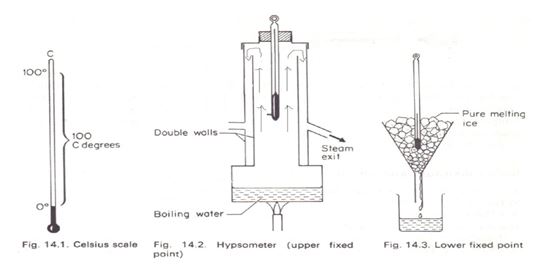 C
100°
100
C degrees
0°
Fig. 14.1. Celsius scale
Double walls
Steam
exit
Boiling water
Fig. 14.2. Hypsometer (upper fixed
point)
Pure melting
ice
Fig. 14.3. Lower fixed point